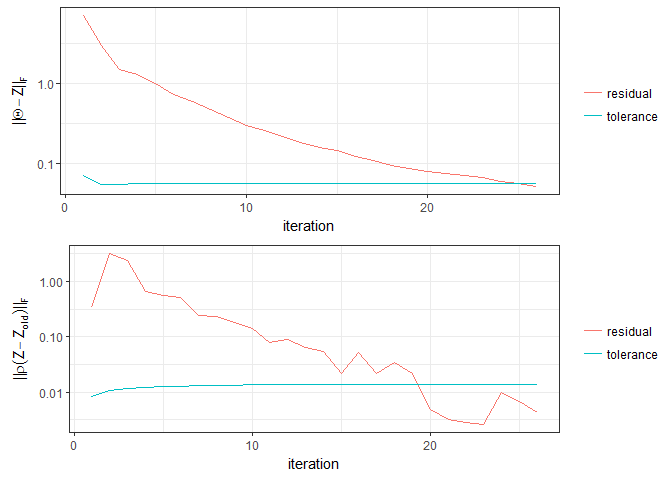 ||Θ − Z||F
1.0
0.1
0
10
20
iteration
residual
tolerance
||ρ(Z − Zold)||F
1.00
0.10
0.01
0
10
20
iteration
residual
tolerance